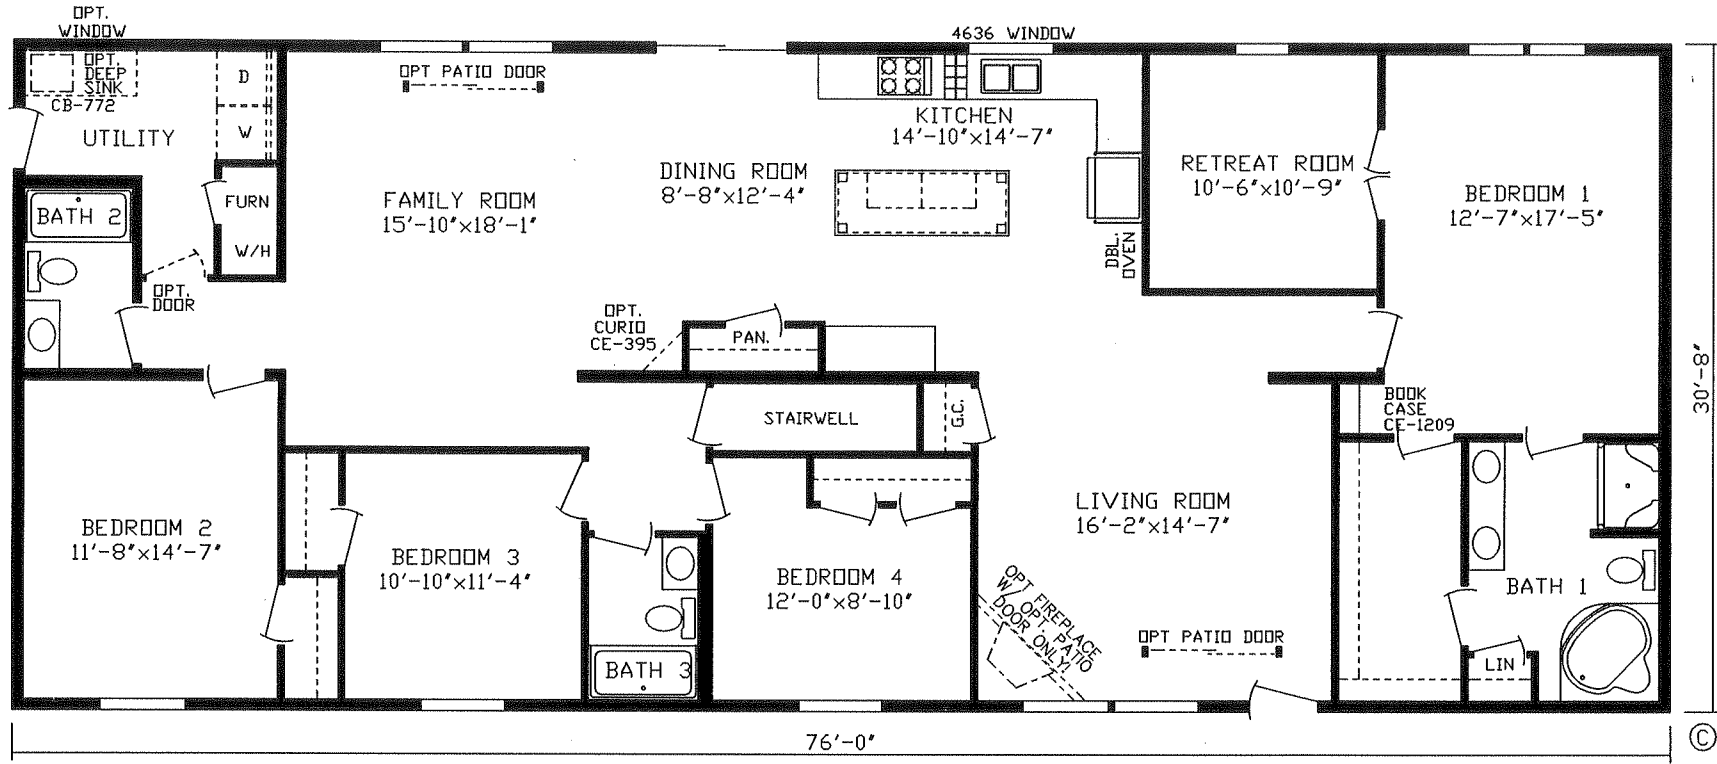 OPT.
WINDOW
4636 WINDOW
OPT.
DEEP
SINK
CB-772
D
W
UTILITY
OPT PATIO DOOR
KITCHEN
14'-10"x14'-7"
DINING ROOM
8'-8"x12'-4"
RETREAT ROOM
10'-6"x10'-9"
BEDROOM 1
12'-7"x17'-5"
FAMILY ROOM
15'-10"x18'-1"
BATH 2
FURN
W/H
OPT.
DOOR
DBL.
OVEN
OPT.
CURIO
CE-395
PAN.
STAIRWELL
G.C.
BOOK
CASE
CE-1209
30'-8"
LIVING ROOM
16'-2"x14'-7"
BEDROOM 2
11'-8"x14'-7"
BEDROOM 3
10'-10"x11'-4"
BEDROOM 4
12'-0"x8'-10"
BATH 1
OPT FIREPLACE
W/ OPT. PATIO
DOOR ONLY!
OPT PATIO DOOR
LIN
BATH 3
76'-0"
©